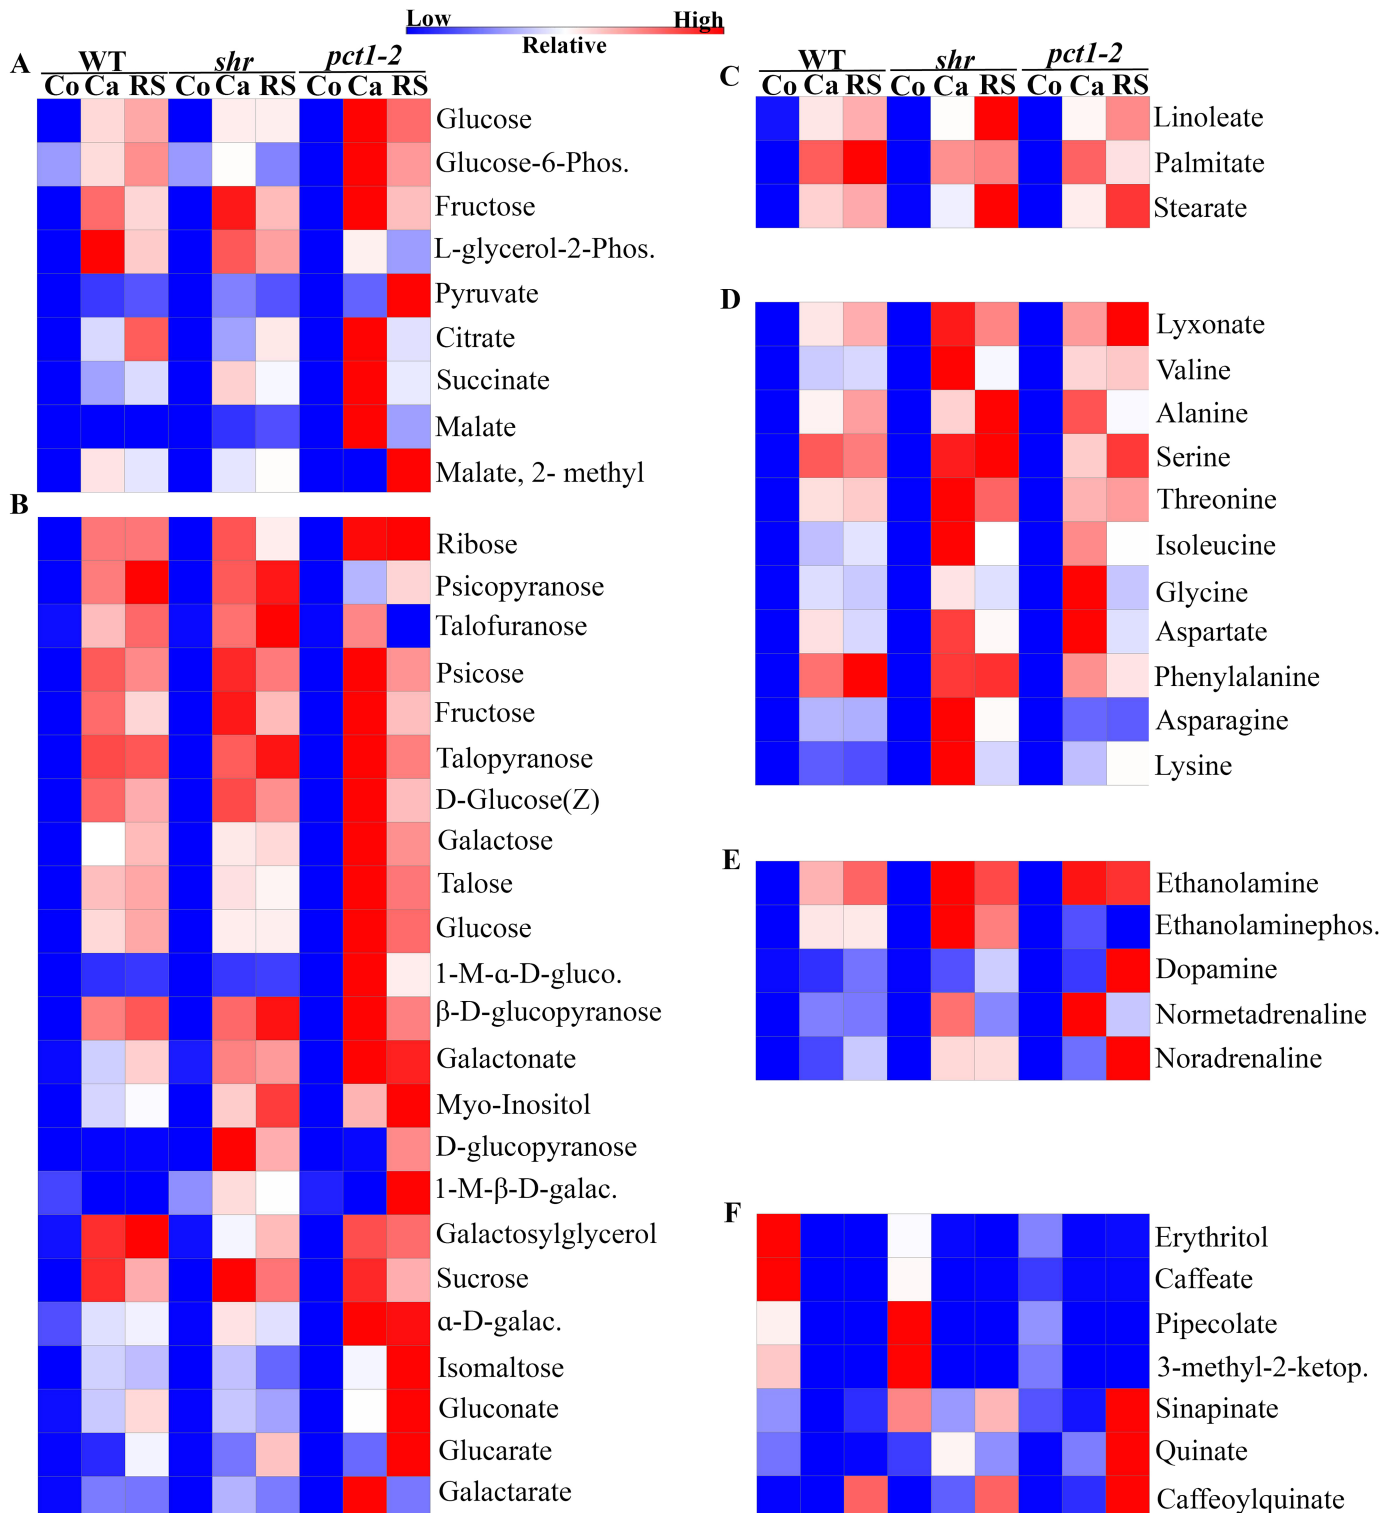 Low High
Relative
A WT shr pct1-2
Co Ca RS Co Ca RS Co Ca RS
Glucose
Glucose-6-Phos.
Fructose
L-glycerol-2-Phos.
Pyruvate
Citrate
Succinate
Malate
Malate, 2- methyl
B
Ribose
Psicopyranose
Talofuranose
Psicose
Fructose
Talopyranose
D-Glucose(Z)
Galactose
Talose
Glucose
1-M-α-D-gluco.
β-D-glucopyranose
Galactonate
Myo-Inositol
D-glucopyranose
1-M-β-D-galac.
Galactosylglycerol
Sucrose
α-D-galac.
Isomaltose
Gluconate
Glucarate
Galactarate
C WT shr pct1-2
Co Ca RS Co Ca RS Co Ca RS
Linoleate
Palmitate
Stearate
D
Lyxonate
Valine
Alanine
Serine
Threonine
Isoleucine
Glycine
Aspartate
Phenylalanine
Asparagine
Lysine
E
Ethanolamine
Ethanolaminephos.
Dopamine
Normetadrenaline
Noradrenaline
F
Erythritol
Caffeate
Pipecolate
3-methyl-2-ketop.
Sinapinate
Quinate
Caffeoylquinate